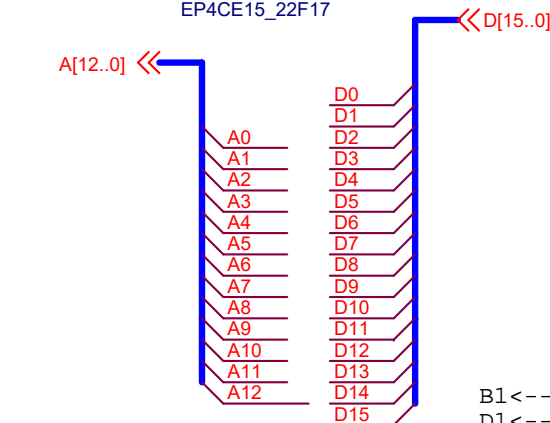 EP4CE15_22F17
D[15..0]
A[12..0]
D0
D1
A0 D2
A1 D3
A2 D4
A3 D5
A4 D6
A5 D7
A6 D8
A7 D9
A8 D10
A9 D11
A10 D12
A11 D13
A12 D14
B1<--
D15
D1<--